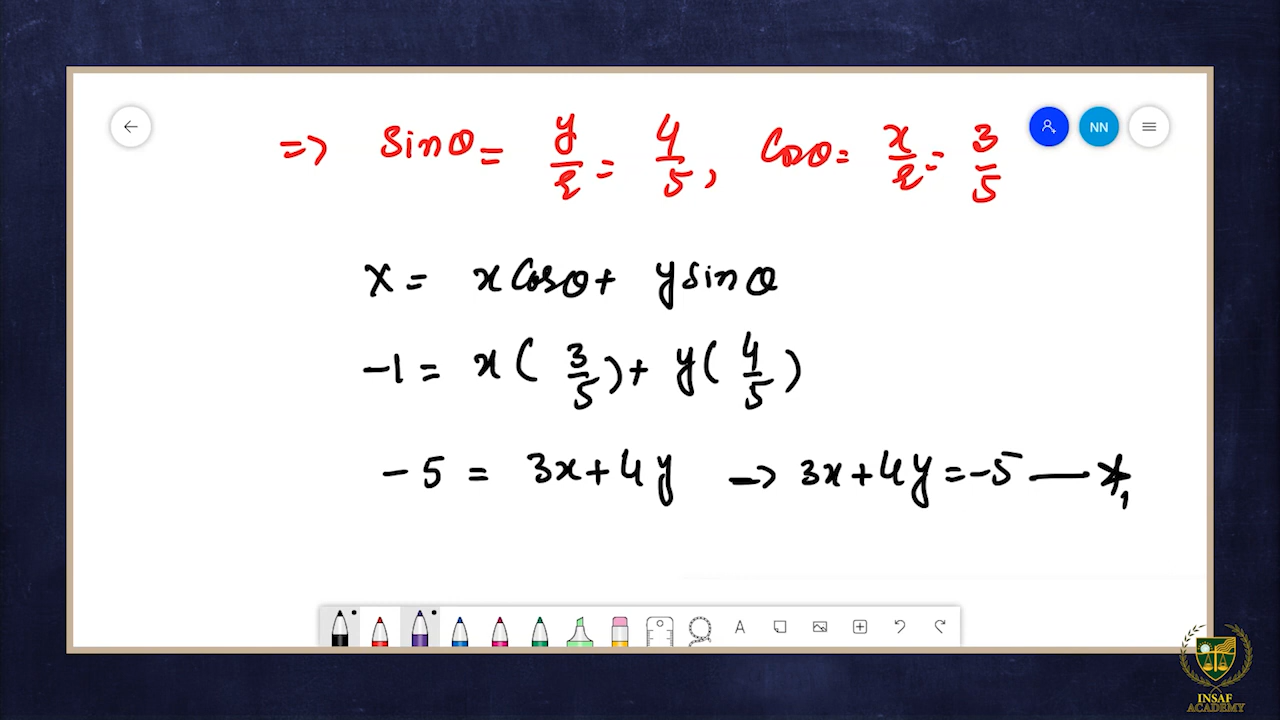 => Sinθ = y/r = 4/5, Cosθ = x/r = 3/5
NN
X = x Cosθ + y Sinθ
-1 = x(3/5) + y(4/5)
-5 = 3x + 4y → 3x + 4y = -5 — *₁
A
INSAF
ACADEMY